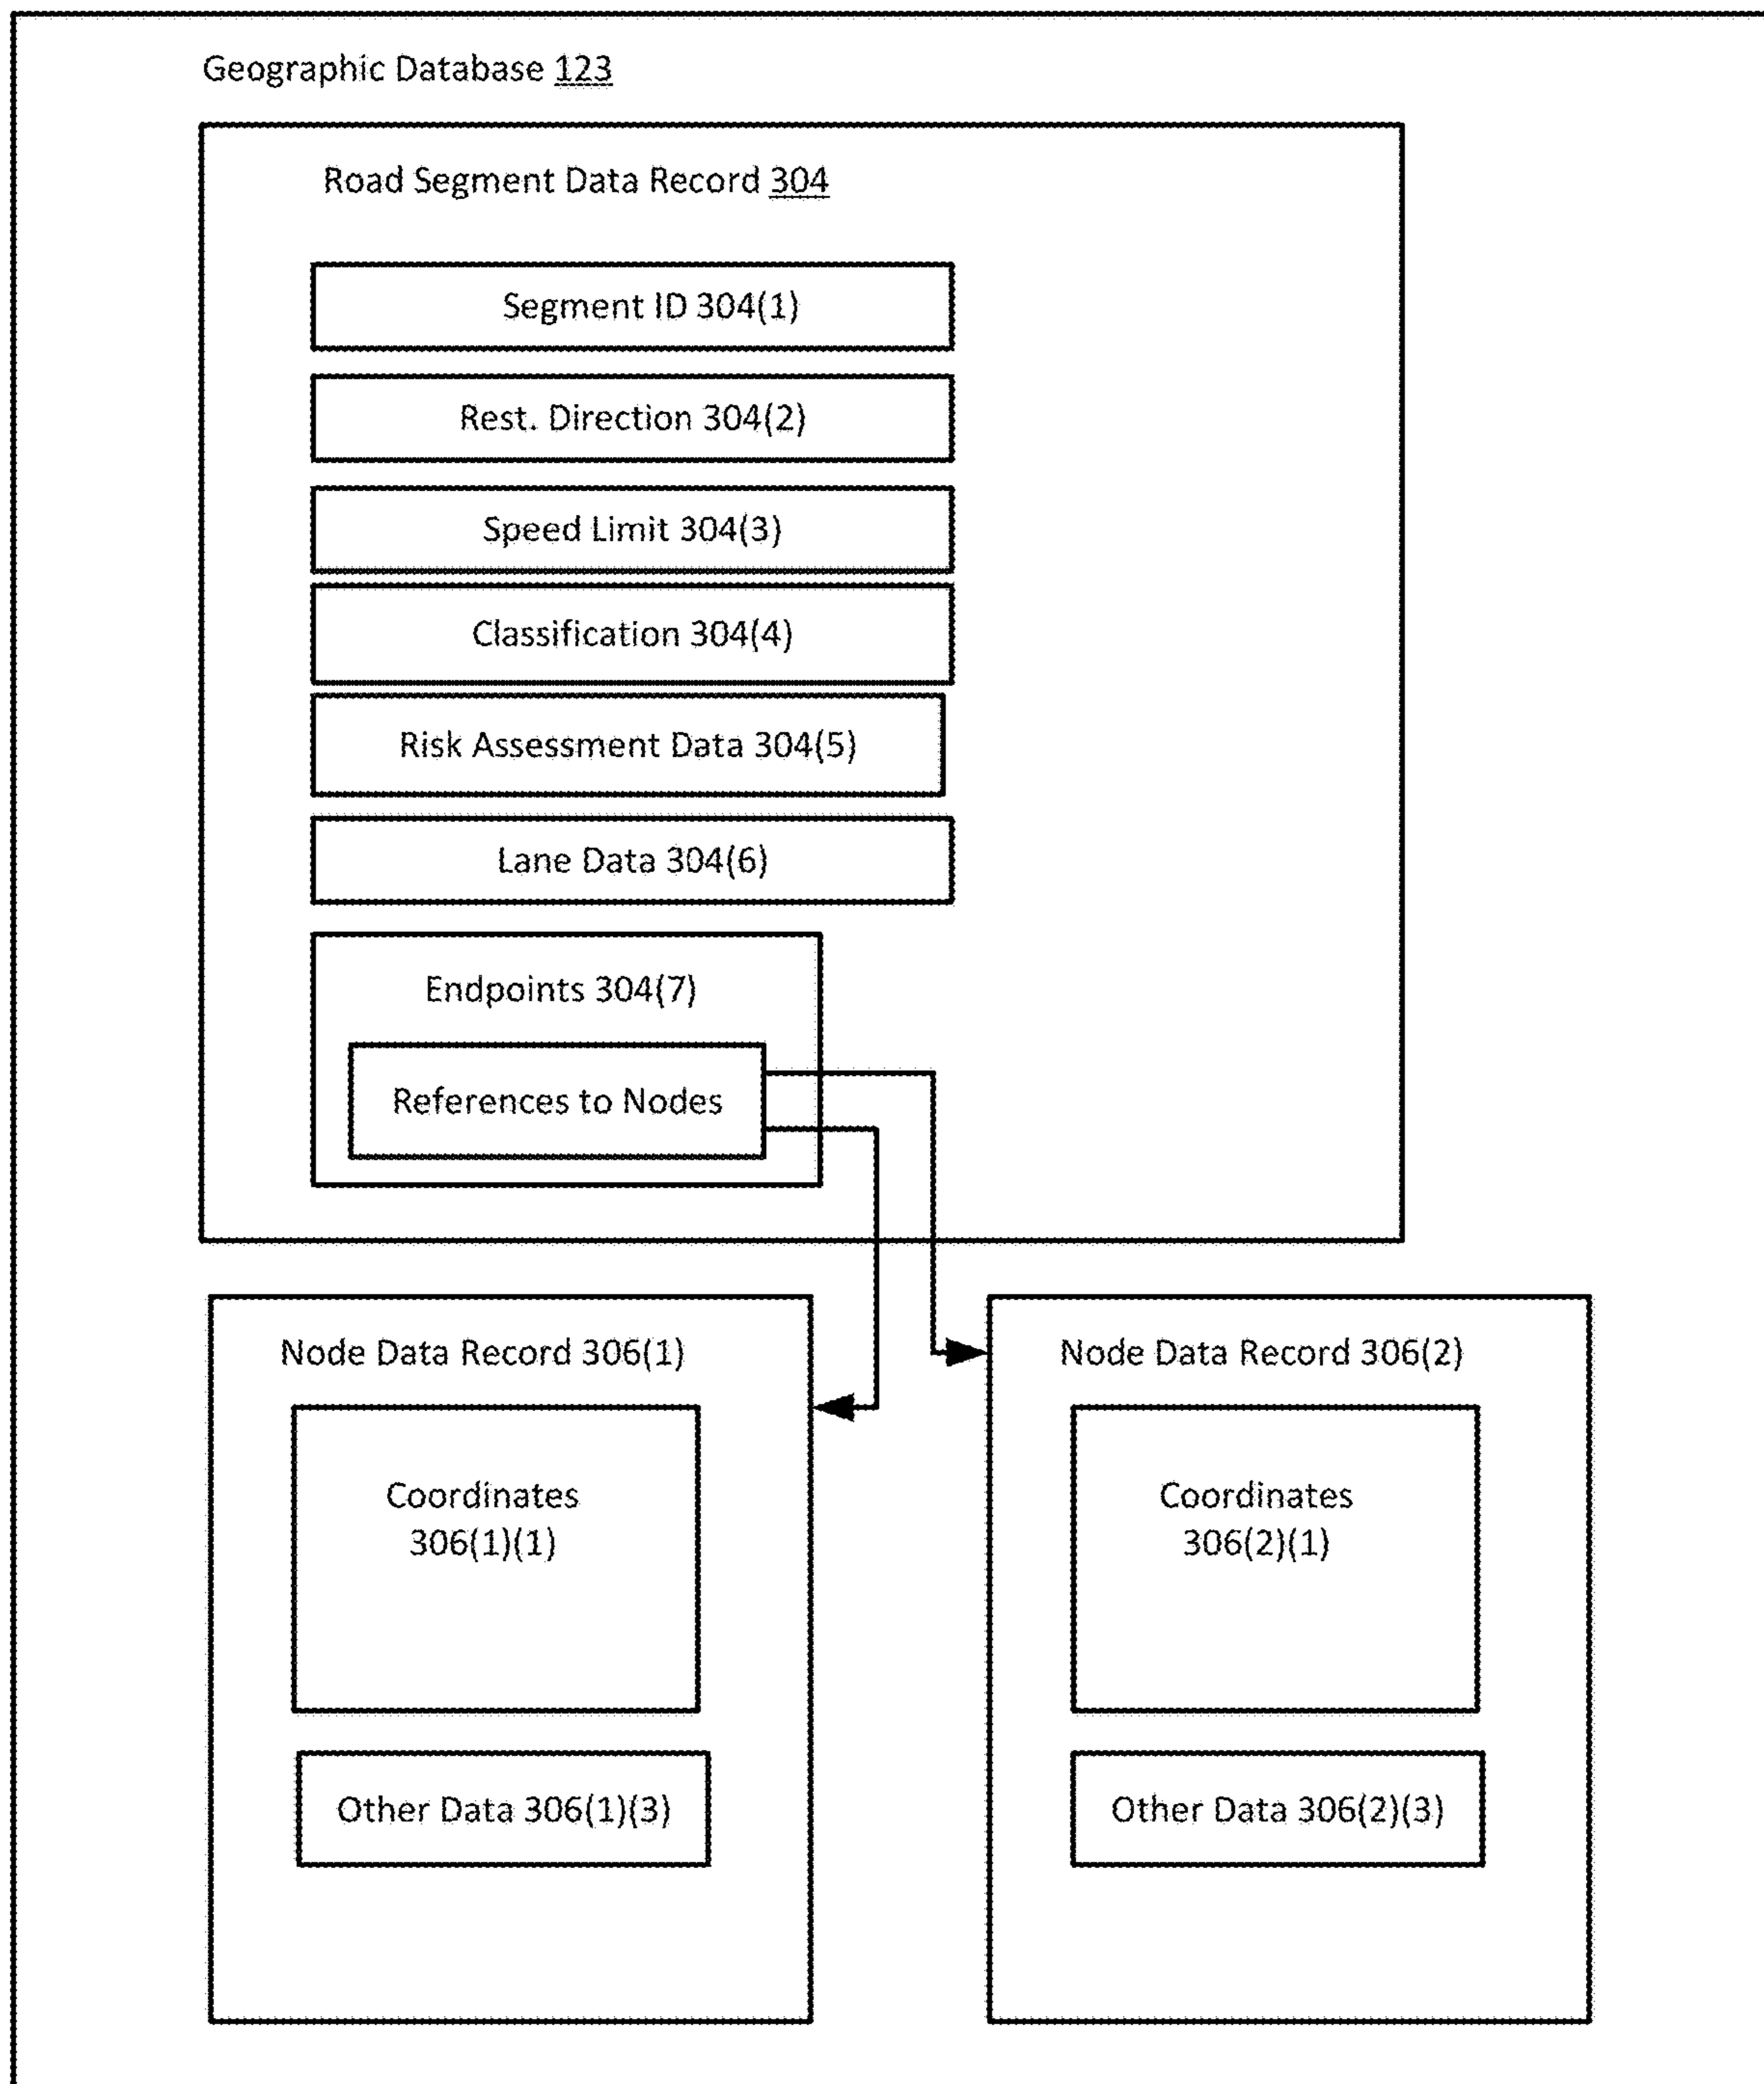 Geographic Database 123
Road Segment Data Record 304
Segment ID 304(1)
Rest. Direction 304(2)
Speed Limit 304(3)
Classification 304(4)
Risk Assessment Data 304(5)
Lane Data 304(6)
Endpoints 304(7)
References to Nodes
Node Data Record 306(1)
Coordinates
306(1)(1)
Other Data 306(1)(3)
Node Data Record 306(2)
Coordinates
306(2)(1)
Other Data 306(2)(3)